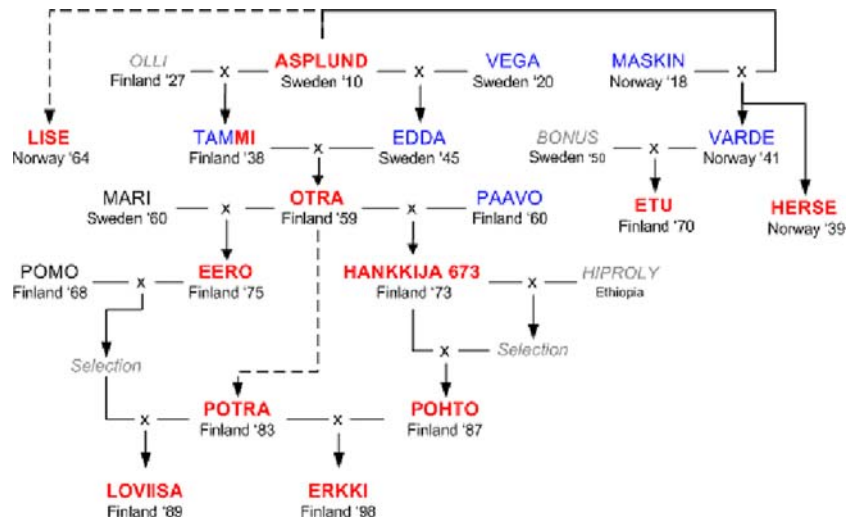 OLLI x ASPLUND x VEGA MASKIN x
Finland '27 Sweden '10 Sweden '20 Norway '18
LISE TAMMI x EDDA BONUS x VARDE
Norway '64 Finland '38 Sweden '45 Sweden '50 Norway '41
MARI x OTRA x PAAVO ETU HERSE
Sweden '60 Finland '59 Finland '60 Finland '70 Norway '39
POMO x EERO HANKKIJA 673 x HIPROLY
Finland '68 Finland '75 Finland '73 Ethiopia
Selection x Selection
x POTRA x POHTO
Finland '83 Finland '87
LOVIISA ERKKI
Finland '89 Finland '98